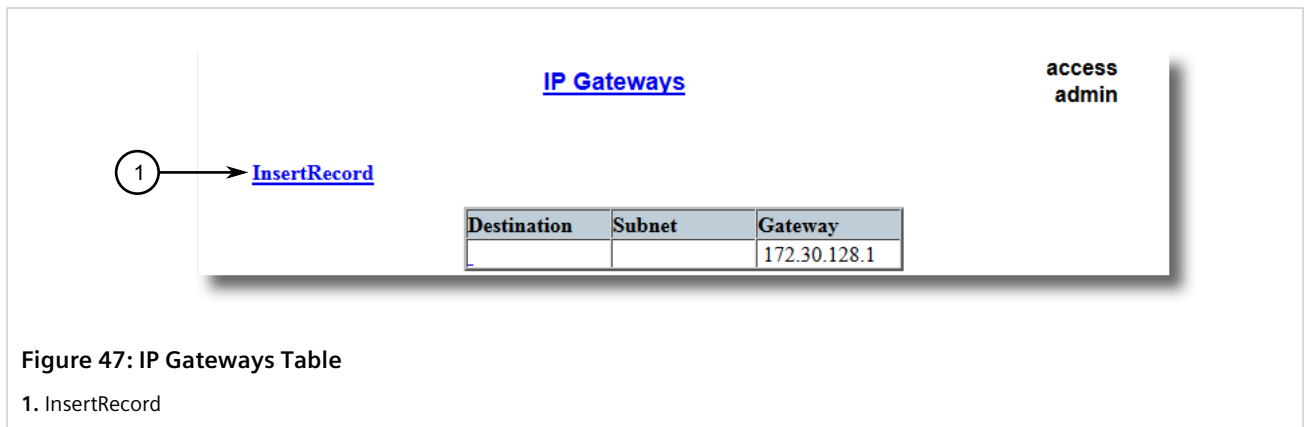 IP Gateways
access
admin
1
InsertRecord
Destination Subnet Gateway
172.30.128.1
Figure 47: IP Gateways Table
1. InsertRecord